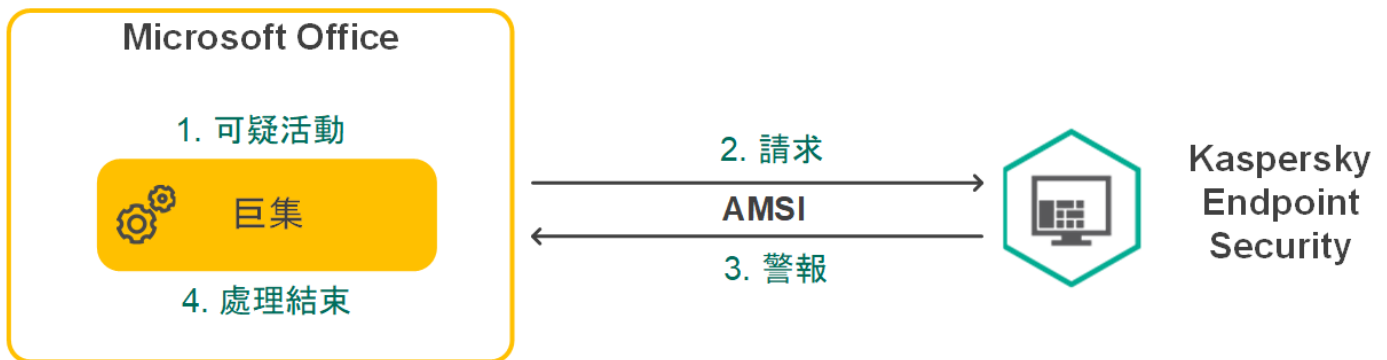 Microsoft Office
1. 可疑活動
巨集
4. 處理結束
2. 請求
AMSI
3. 警報
Kaspersky
Endpoint
Security